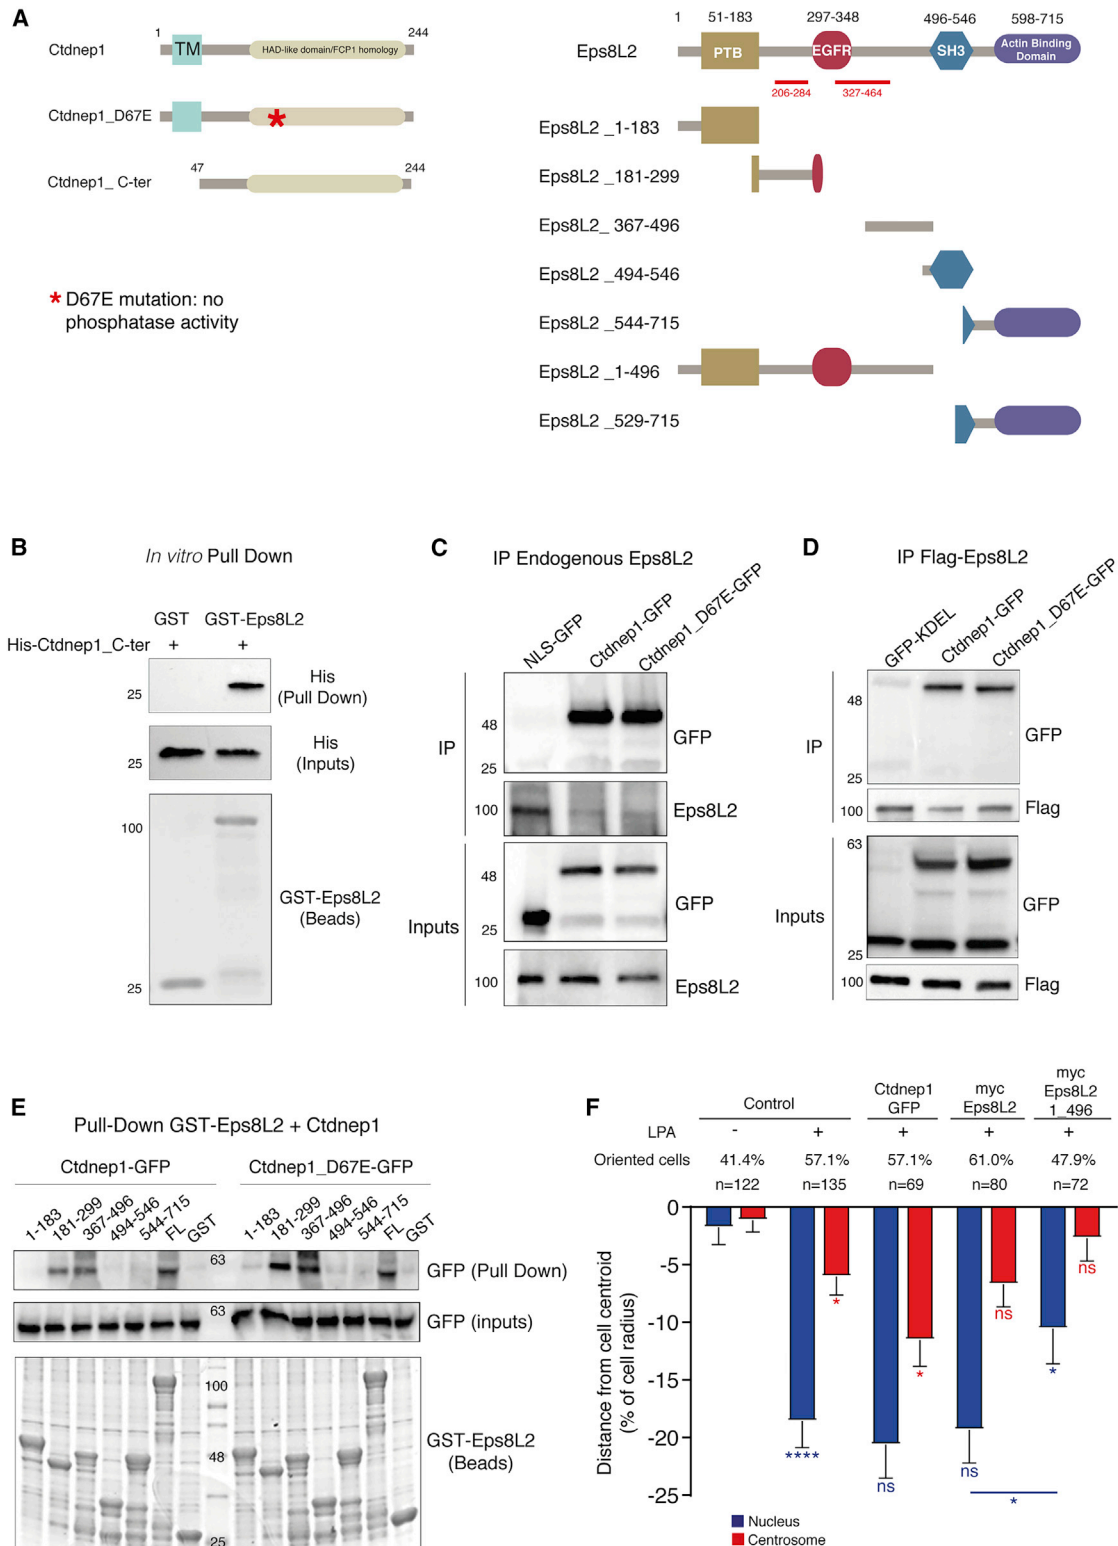 A
1
244
Ctdnep1
TM
HAD-like domain/FCP1 homology
Ctdnep1_D67E
*
47
244
Ctdnep1_ C-ter
* D67E mutation: no
phosphatase activity
1
51-183
297-348
496-546
598-715
Eps8L2
PTB
EGFR
SH3
Actin Binding
Domain
206-284
327-464
Eps8L2 _1-183
Eps8L2 _181-299
Eps8L2_ 367-496
Eps8L2 _494-546
Eps8L2 _544-715
Eps8L2 _1-496
Eps8L2 _529-715
B
In vitro Pull Down
GST GST-Eps8L2
His-Ctdnep1_C-ter + +
25
His
(Pull Down)
25
His
(Inputs)
100
GST-Eps8L2
(Beads)
25
C
IP Endogenous Eps8L2
NLS-GFP
Ctdnep1-GFP
Ctdnep1_D67E-GFP
IP
48
GFP
25
100
Eps8L2
Inputs
48
GFP
25
100
Eps8L2
D
IP Flag-Eps8L2
GFP-KDEL
Ctdnep1-GFP
Ctdnep1_D67E-GFP
IP
48
GFP
25
100
Flag
Inputs
63
GFP
25
100
Flag
E
Pull-Down GST-Eps8L2 + Ctdnep1
Ctdnep1-GFP
Ctdnep1_D67E-GFP
1-183
181-299
367-496
494-546
544-715
FL
GST
1-183
181-299
367-496
494-546
544-715
FL
GST
63
GFP (Pull Down)
63
GFP (inputs)
100
48
GST-Eps8L2
(Beads)
25
F
Control
Ctdnep1
GFP
myc
Eps8L2
myc
Eps8L2
1_496
LPA - + + + +
Oriented cells 41.4% 57.1% 57.1% 61.0% 47.9%
n=122 n=135 n=69 n=80 n=72
Distance from cell centroid
(% of cell radius)
0
-5
-10
-15
-20
-25
****
*
ns
*
ns
ns
*
ns
*
Nucleus
Centrosome